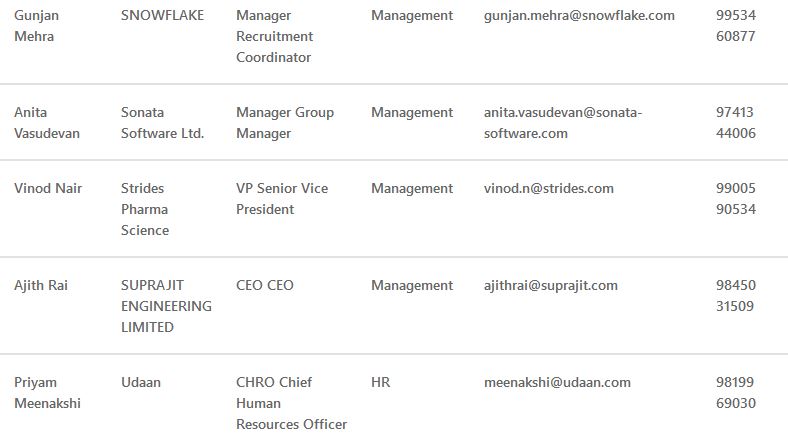 Gunjan SNOWFLAKE Manager Management gunjan.mehra@snowflake.com 99534
Mehra Recruitment 60877
Coordinator
Anita Sonata Manager Group Management anita.vasudevan@sonata- 97413
Vasudevan Software Ltd. Manager software.com 44006
Vinod Nair Strides VP Senior Vice Management vinod.n@strides.com 99005
Pharma President 90534
Science
Ajith Rai SUPRAJIT CEO CEO Management ajithrai@suprajit.com 98450
ENGINEERING 31509
LIMITED
Priyam Udaan CHRO Chief HR meenakshi@udaan.com 98199
Meenakshi Human 69030
Resources Officer